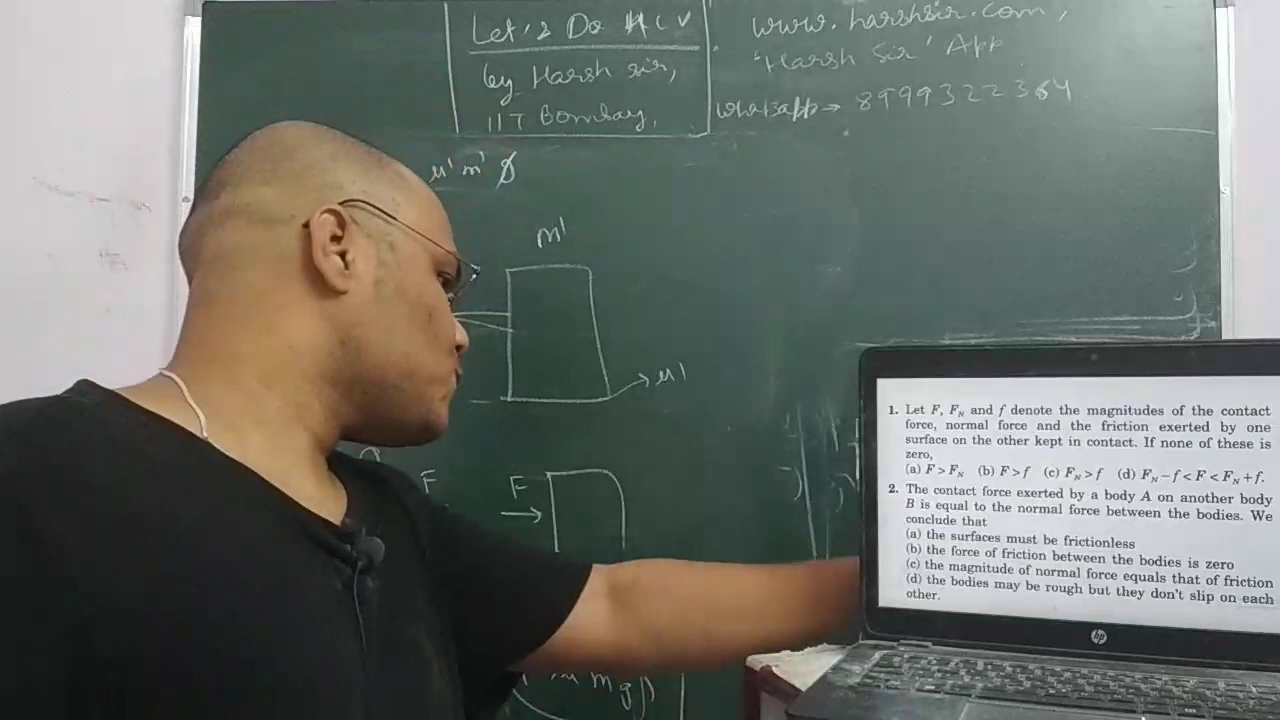 Let's Do HCV
by Harsh sir,
IIT Bombay.
www.harshsir.com,
'Harsh Sir' App
whatsapp → 8999322364
μ' m' g
m'
μ'
F
F
mg
1. Let F, F_N and f denote the magnitudes of the contact
force, normal force and the friction exerted by one
surface on the other kept in contact. If none of these is
zero,
(a) F > F_N (b) F > f (c) F_N > f (d) F_N − f < F < F_N + f.
2. The contact force exerted by a body A on another body
B is equal to the normal force between the bodies. We
conclude that
(a) the surfaces must be frictionless
(b) the force of friction between the bodies is zero
(c) the magnitude of normal force equals that of friction
(d) the bodies may be rough but they don't slip on each
other.
hp